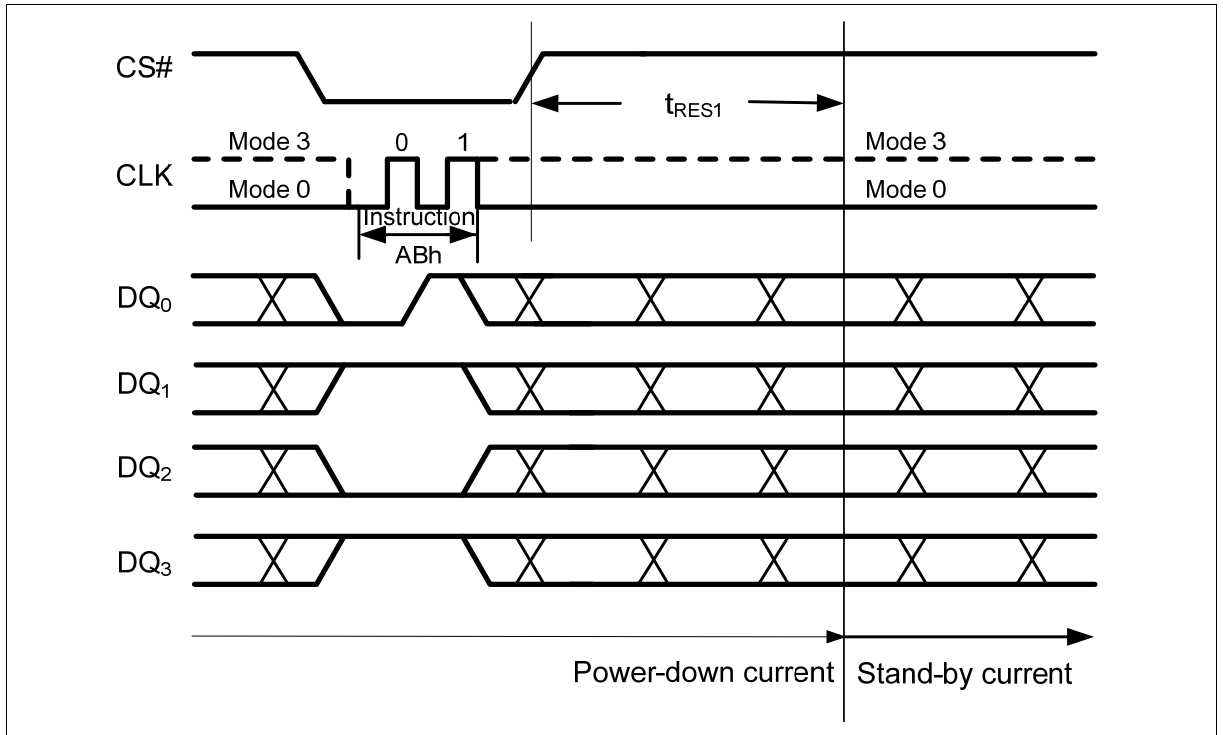 CS#
tRES1
Mode 3
0
1
Mode 3
CLK
Mode 0
Mode 0
Instruction
ABh
DQ0
DQ1
DQ2
DQ3
Power-down current
Stand-by current